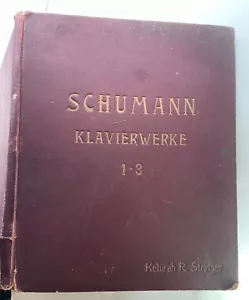 SCHUMANN
KLAVIERWERKE
1-3
Keturah R. Stringer